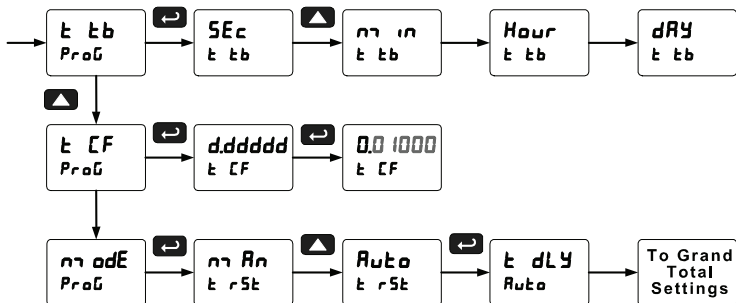 t tb
ProG
SEc
t tb
min
t tb
Hour
t tb
dAY
t tb
t CF
ProG
d.ddddd
t CF
0.01000
t CF
modE
ProG
mAn
t rSt
Auto
t rSt
t dLY
Auto
To Grand
Total
Settings